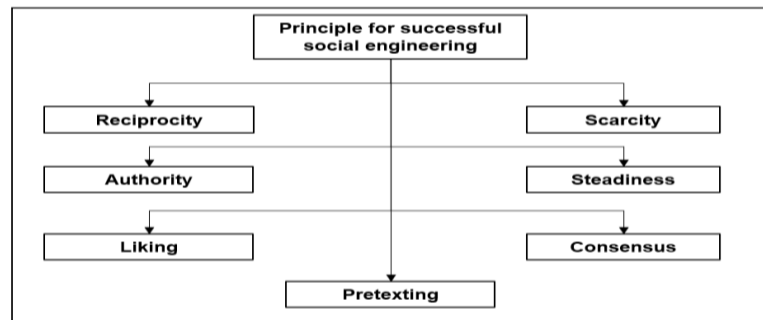 Principle for successful
social engineering
Reciprocity
Scarcity
Authority
Steadiness
Liking
Consensus
Pretexting